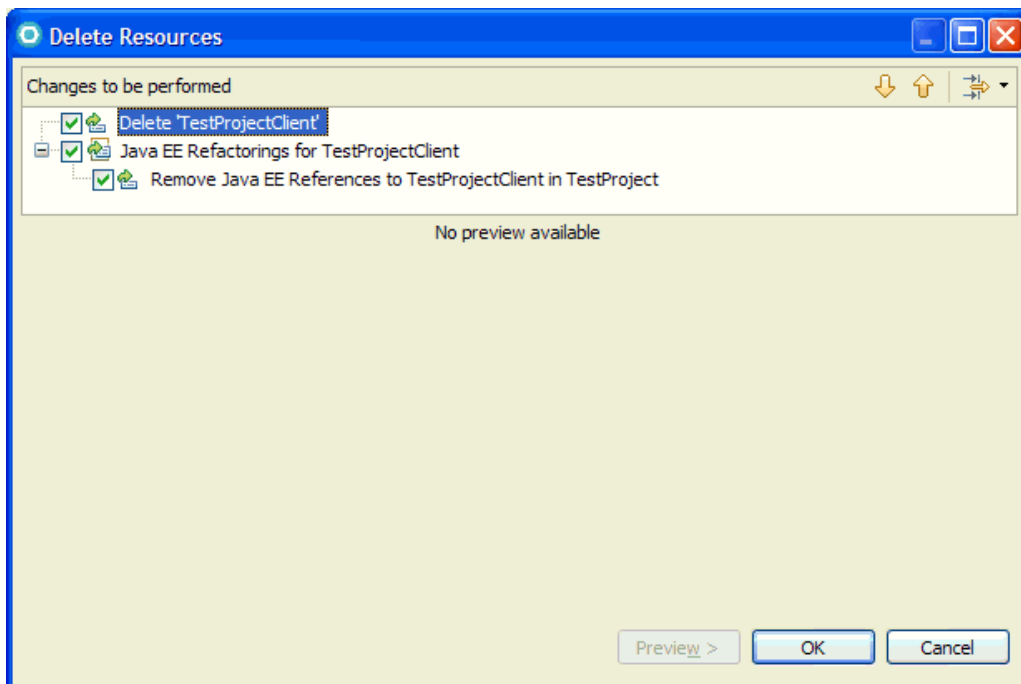 Delete Resources
Changes to be performed
Delete 'TestProjectClient'
Java EE Refactorings for TestProjectClient
Remove Java EE References to TestProjectClient in TestProject
No preview available
Preview > OK Cancel